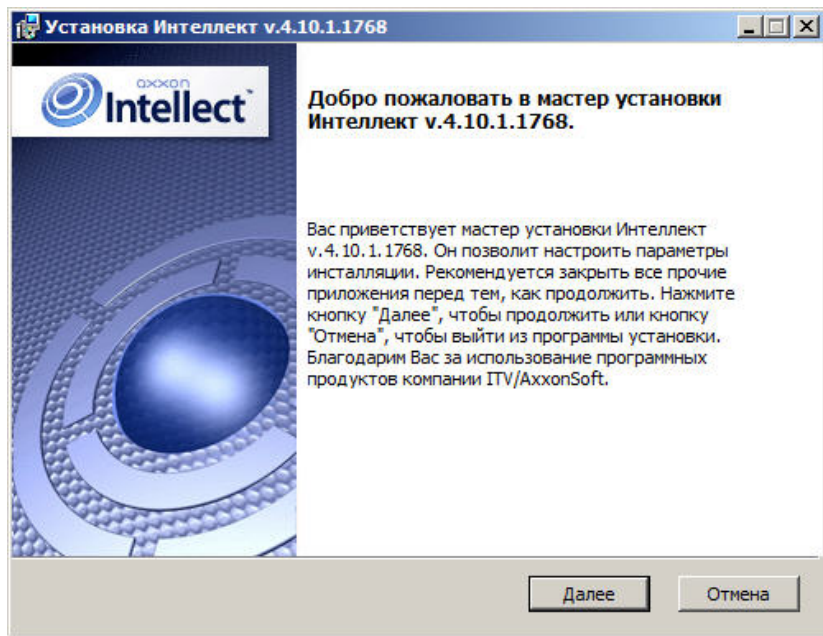 Установка Интеллект v.4.10.1.1768
axxon
Intellect
Добро пожаловать в мастер установки
Интеллект v.4.10.1.1768.
Вас приветствует мастер установки Интеллект
v.4.10.1.1768. Он позволит настроить параметры
инсталляции. Рекомендуется закрыть все прочие
приложения перед тем, как продолжить. Нажмите
кнопку "Далее", чтобы продолжить или кнопку
"Отмена", чтобы выйти из программы установки.
Благодарим Вас за использование программных
продуктов компании ITV/AxxonSoft.
Далее
Отмена